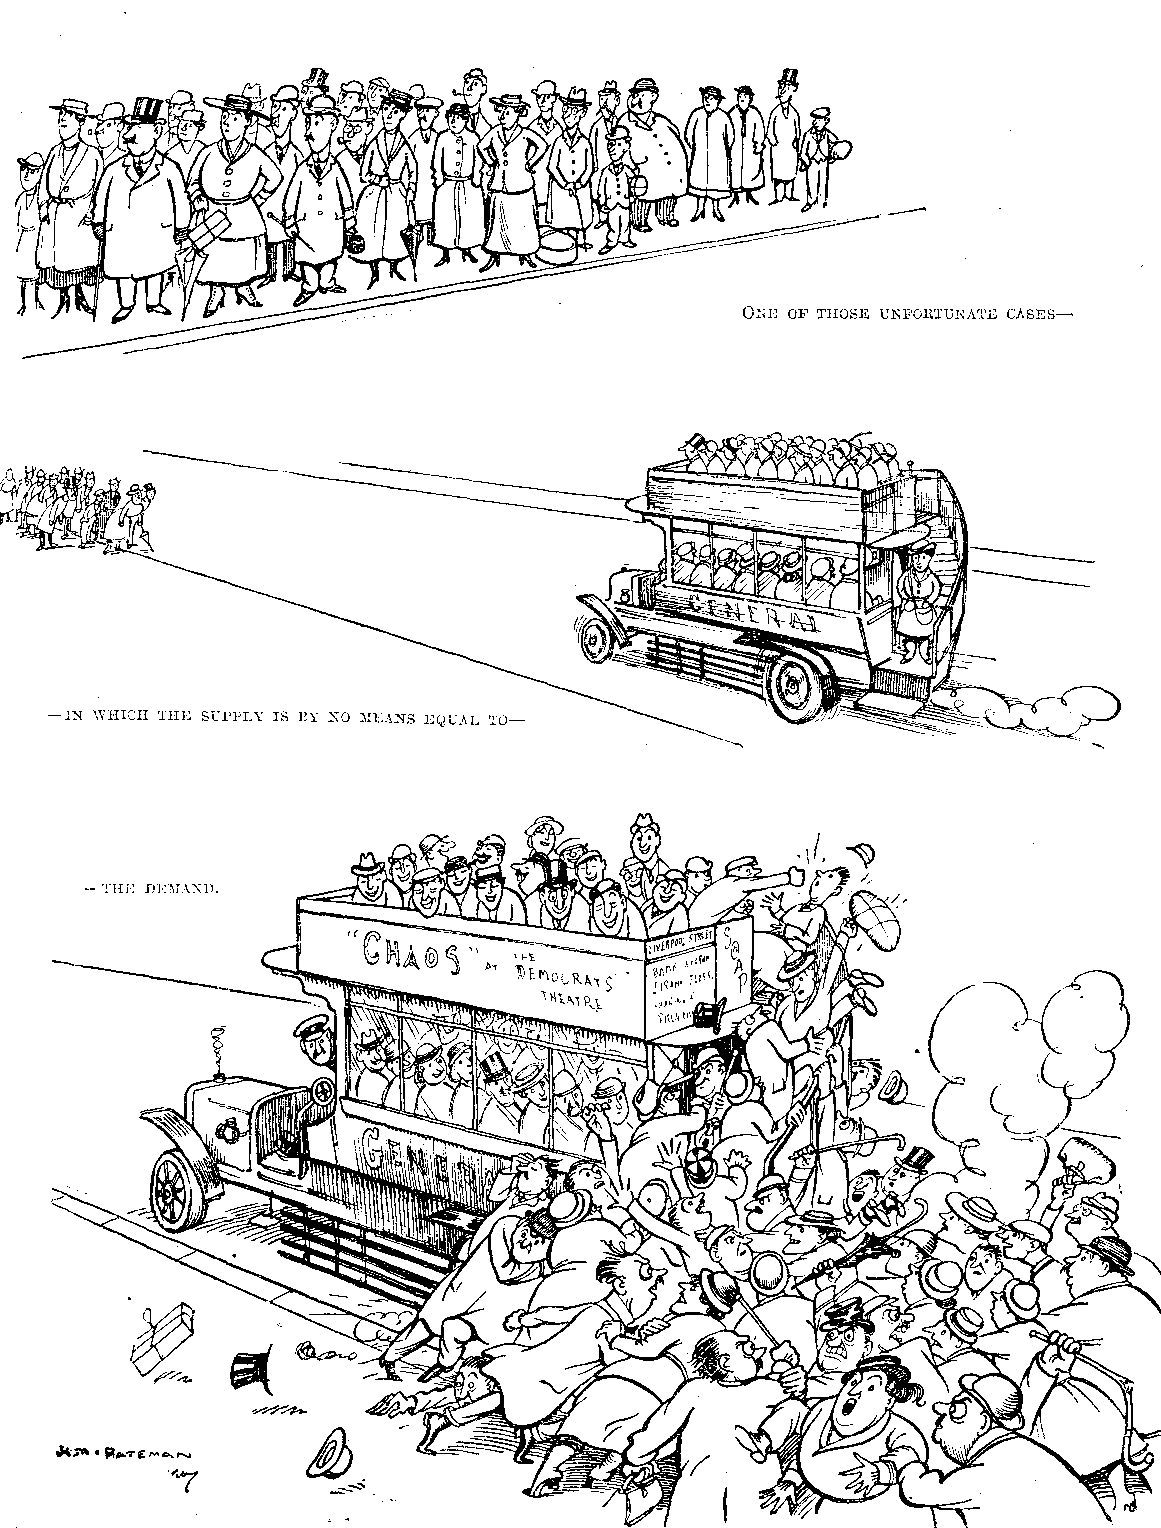 ONE OF THOSE UNFORTUNATE CASES—
GENERAL
—IN WHICH THE SUPPLY IS BY NO MEANS EQUAL TO—
—THE DEMAND.
"CHAOS" AT THE DEMOCRATS' THEATRE
LIVERPOOL STREET
BANK
SOAP
GENER
H.M. BATEMAN